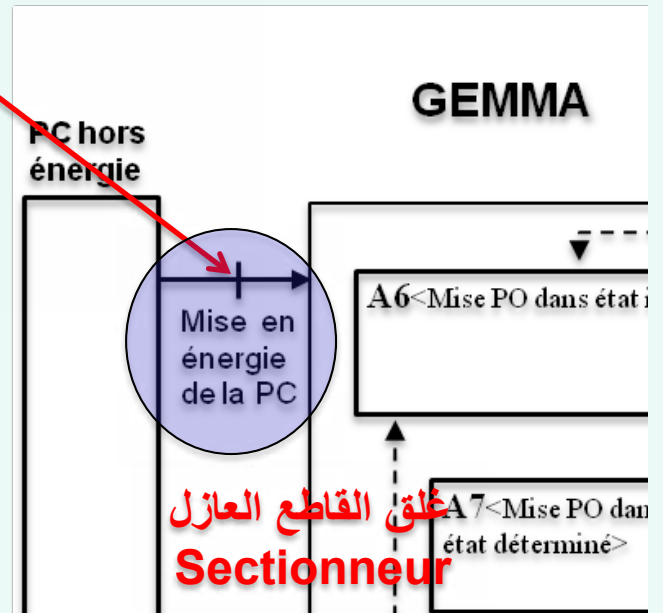 GEMMA
PC hors
énergie
Mise en
énergie
de la PC
A6<Mise PO dans état
غلق القاطع العازل
Sectionneur
A7<Mise PO
état déterminé>